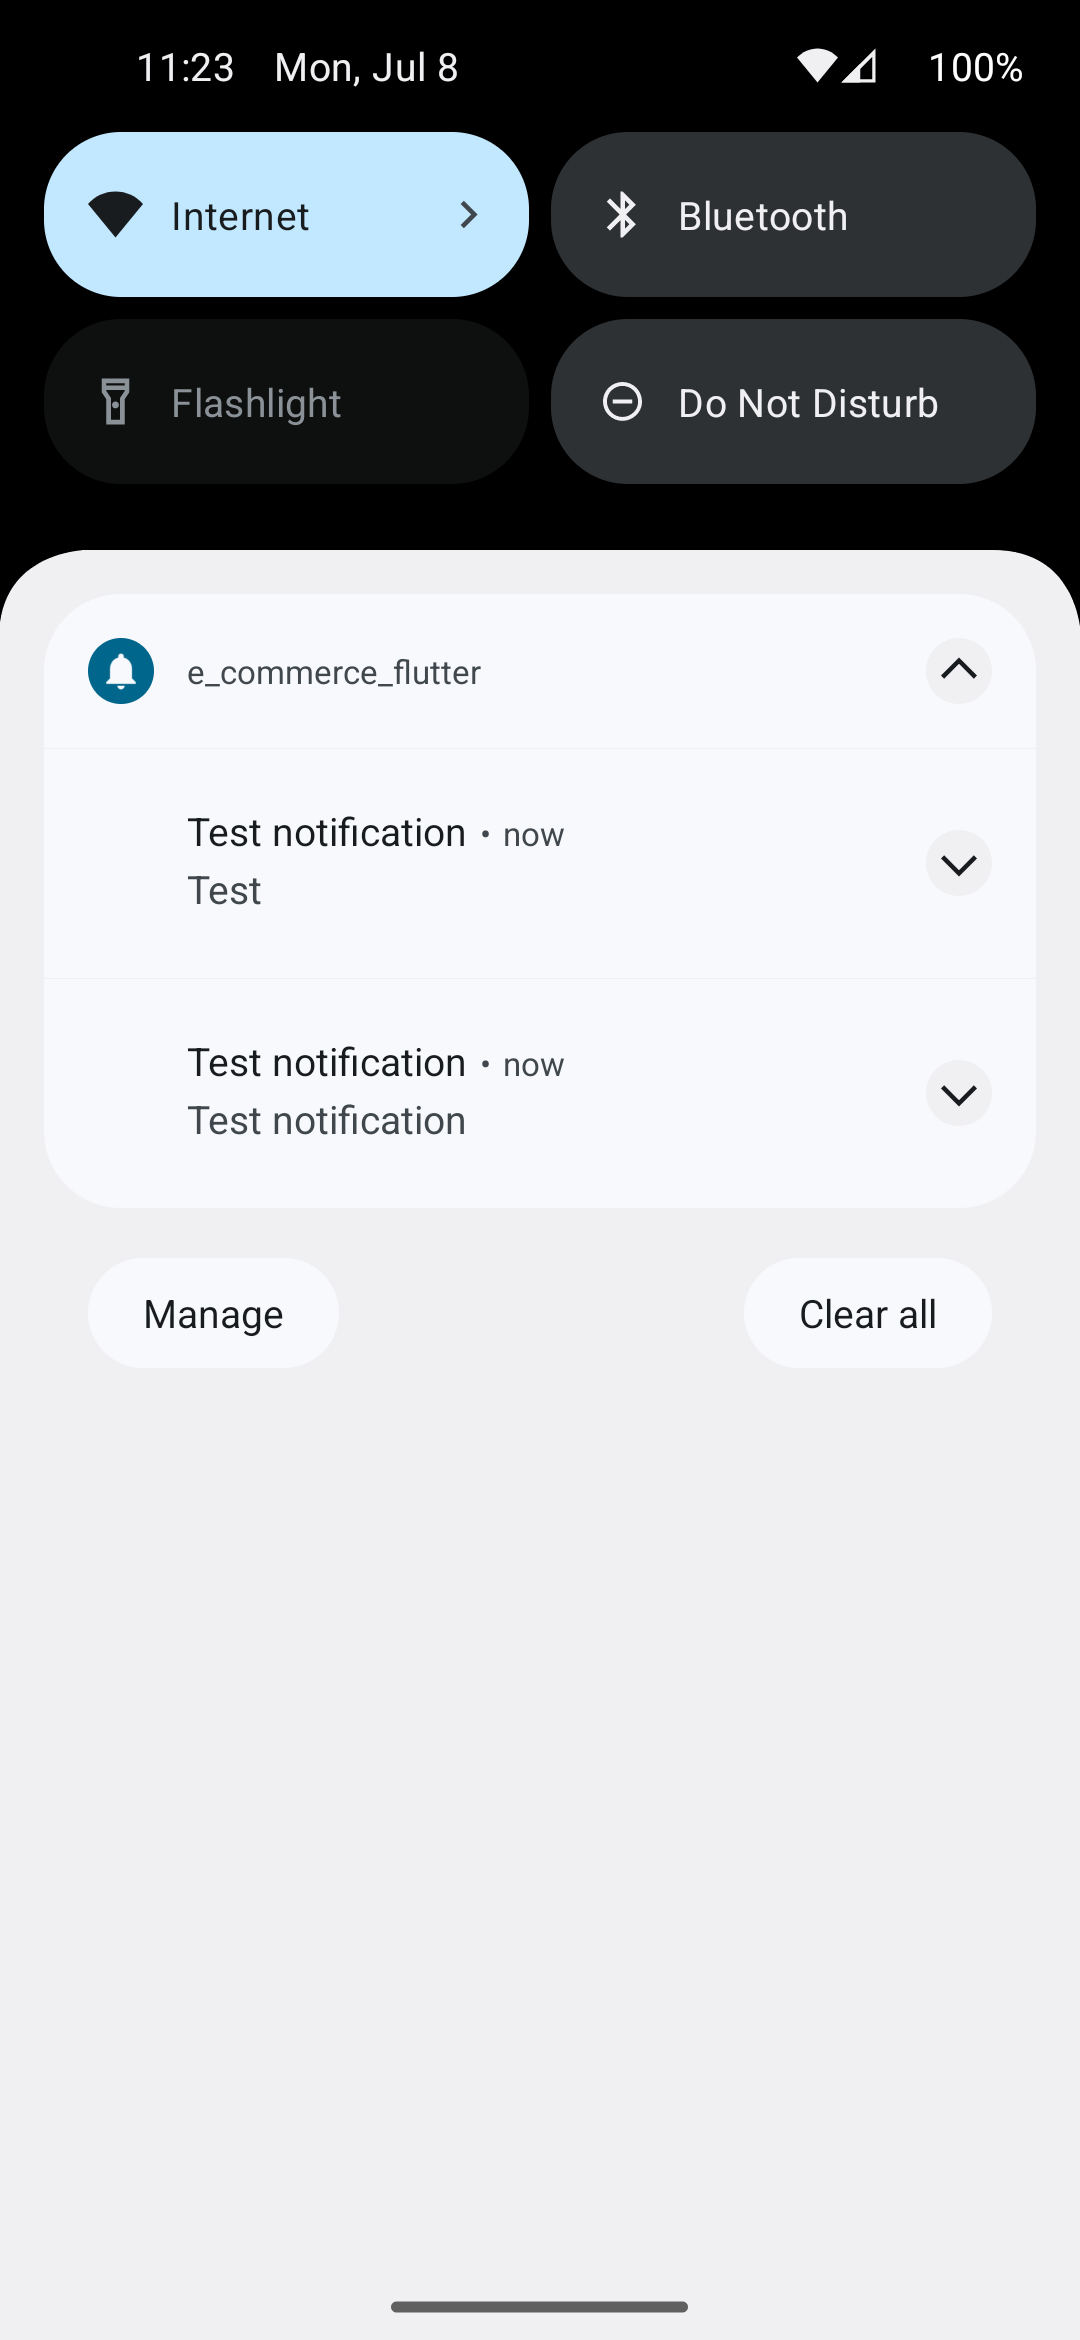 11:23 Mon, Jul 8 100%
Internet Bluetooth
Flashlight Do Not Disturb
e_commerce_flutter
Test notification • now
Test
Test notification • now
Test notification
Manage Clear all